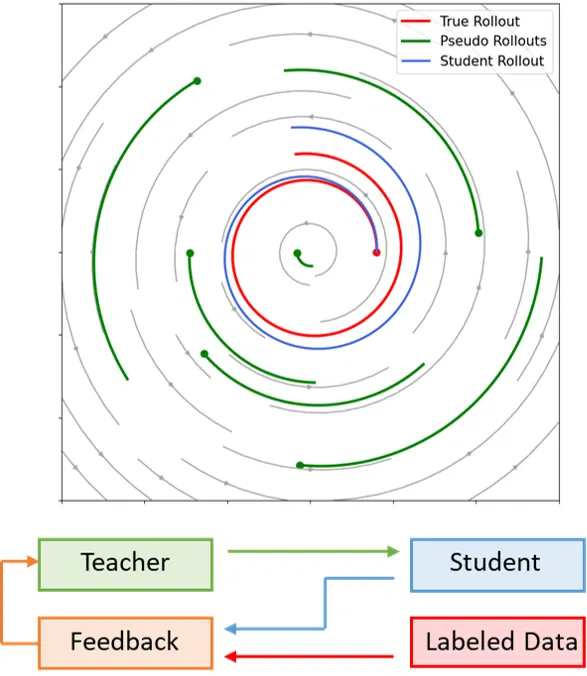 True Rollout
Pseudo Rollouts
Student Rollout
Teacher
Student
Feedback
Labeled Data